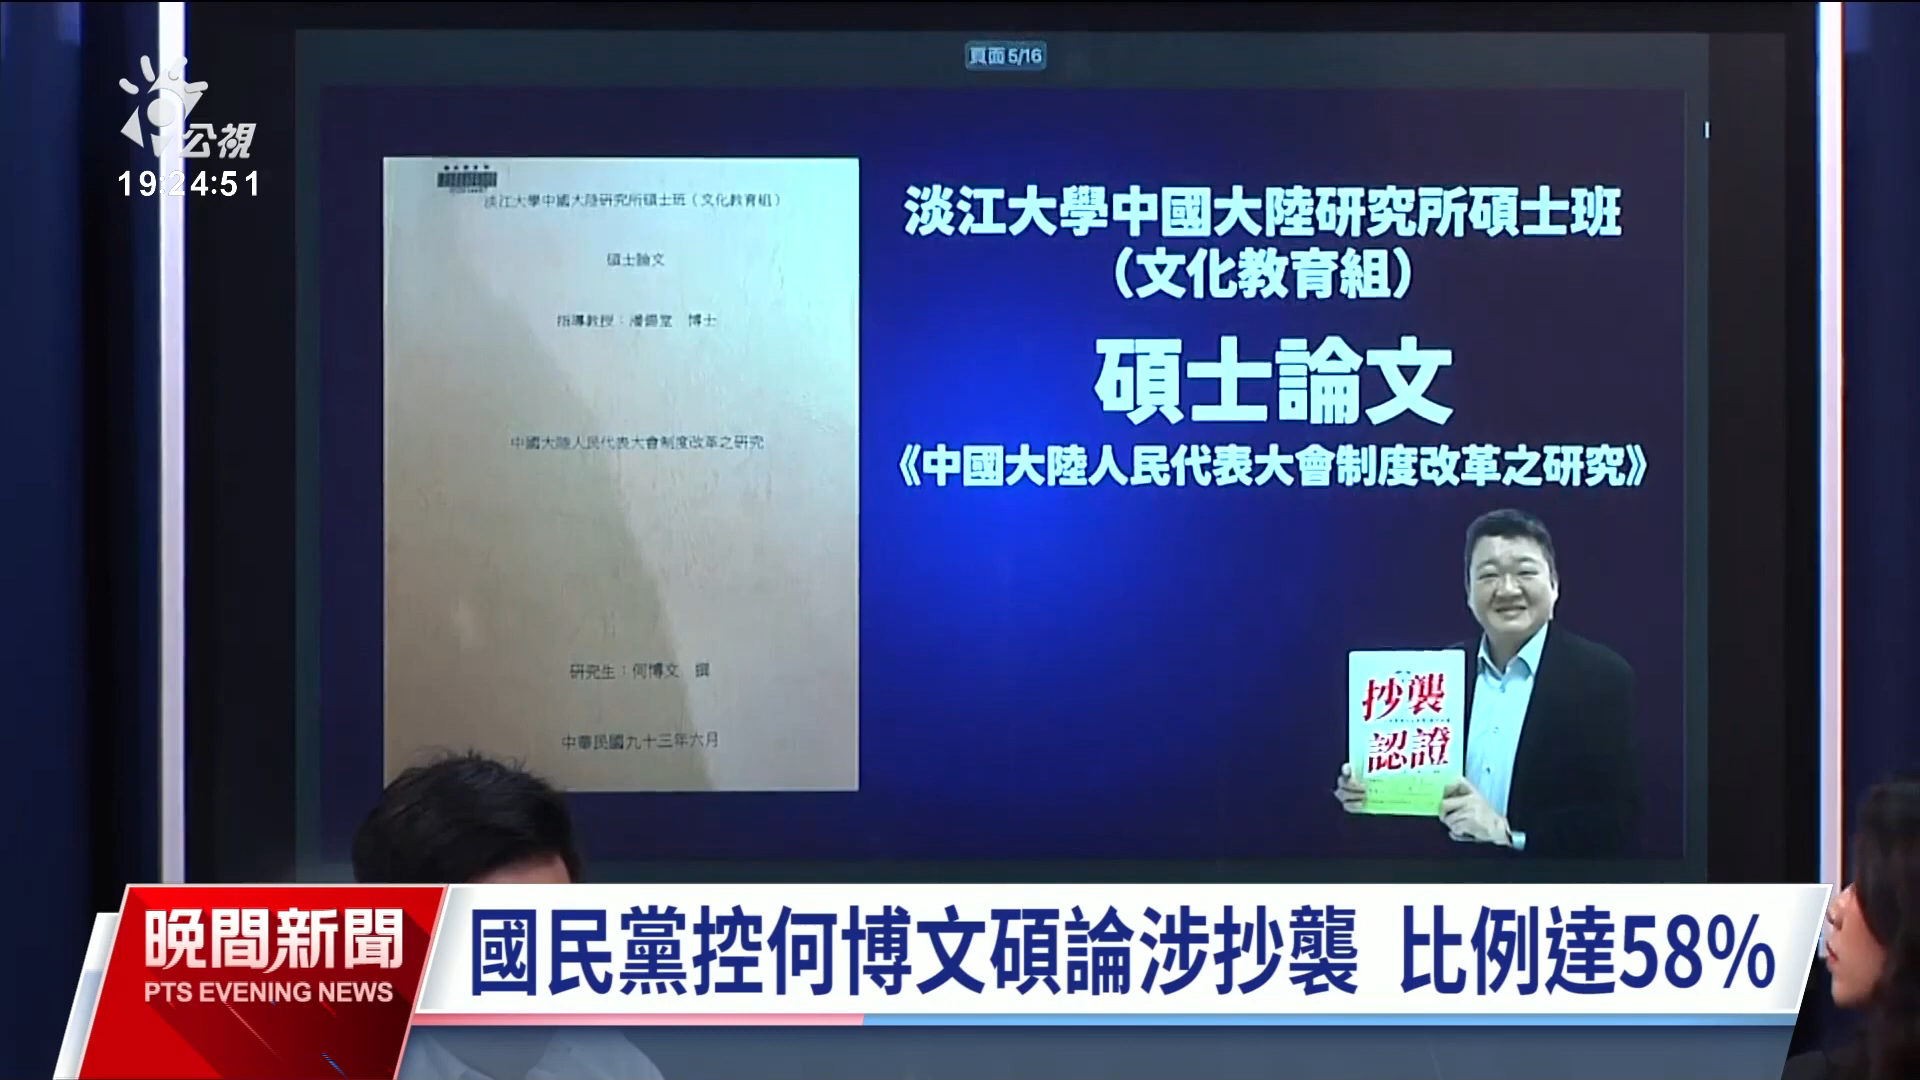 頁面 5/16
公視
19:24:51
淡江大學中國大陸研究所碩士班（文化教育組）
碩士論文
指導教授：潘錫堂 博士
中國大陸人民代表大會制度改革之研究
研究生：何博文 撰
中華民國九十三年六月
淡江大學中國大陸研究所碩士班
（文化教育組）
碩士論文
《中國大陸人民代表大會制度改革之研究》
抄襲
認證
晚間新聞
PTS EVENING NEWS
國民黨控何博文碩論涉抄襲 比例達58%